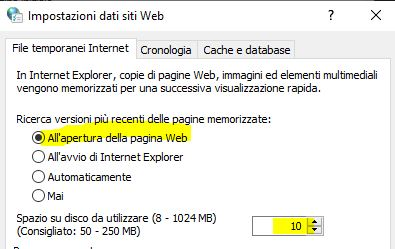 Impostazioni dati siti Web
File temporanei Internet Cronologia Cache e database
In Internet Explorer, copie di pagine Web, immagini ed elementi multimediali
vengono memorizzati per una successiva visualizzazione rapida.
Ricerca versioni più recenti delle pagine memorizzate:
All'apertura della pagina Web
All'avvio di Internet Explorer
Automaticamente
Mai
Spazio su disco da utilizzare (8 - 1024 MB) 10
(Consigliato: 50 - 250 MB)